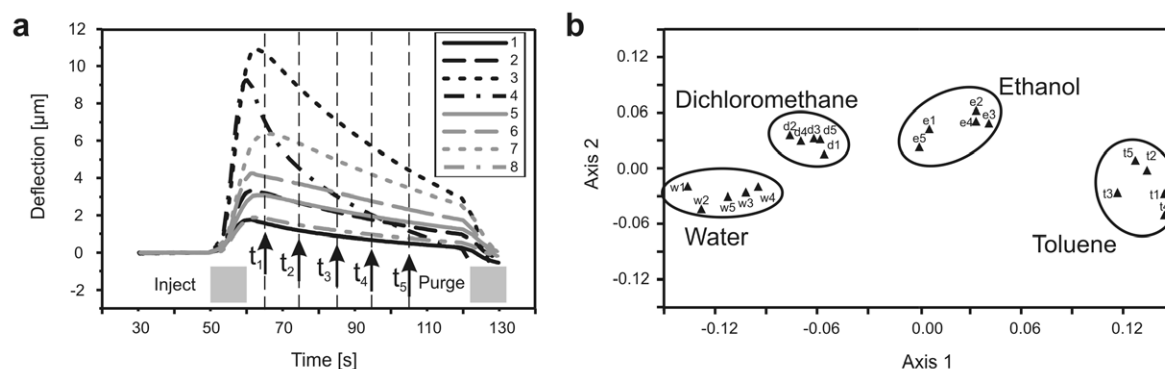 a
Deflection [µm]
12
10
8
6
4
2
0
-2
1
2
3
4
5
6
7
8
t1
t2
t3
t4
t5
Inject
Purge
30
50
70
90
110
130
Time [s]
b
Axis 2
0.12
0.06
0.00
-0.06
-0.12
Dichloromethane
d2
d4
d3
d5
d1
Ethanol
e2
e1
e4
e3
e5
Water
w1
w2
w5
w3
w4
Toluene
t5
t2
t3
t1
-0.12
-0.06
0.00
0.06
0.12
Axis 1